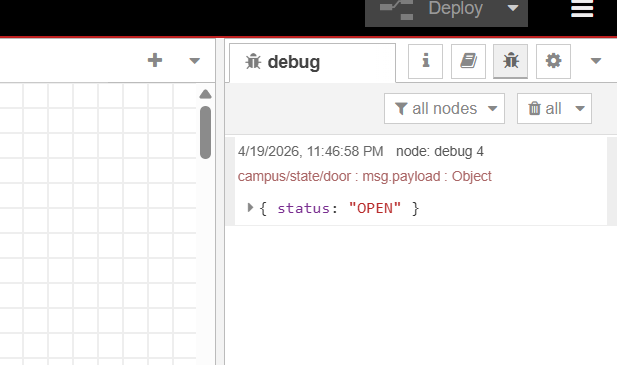 Deploy
debug
all nodes
all
4/19/2026, 11:46:58 PM node: debug 4
campus/state/door : msg.payload : Object
{ status: "OPEN" }